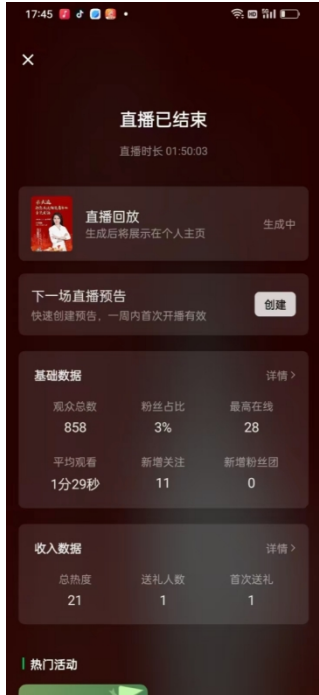 17:45
直播已结束
直播时长 01:50:03
直播回放
生成后将展示在个人主页
生成中
下一场直播预告
快速创建预告，一周内首次开播有效
创建
基础数据
详情>
观众总数 粉丝占比 最高在线
858 3% 28
平均观看 新增关注 新增粉丝团
1分29秒 11 0
收入数据
详情>
总热度 送礼人数 首次送礼
21 1 1
热门活动